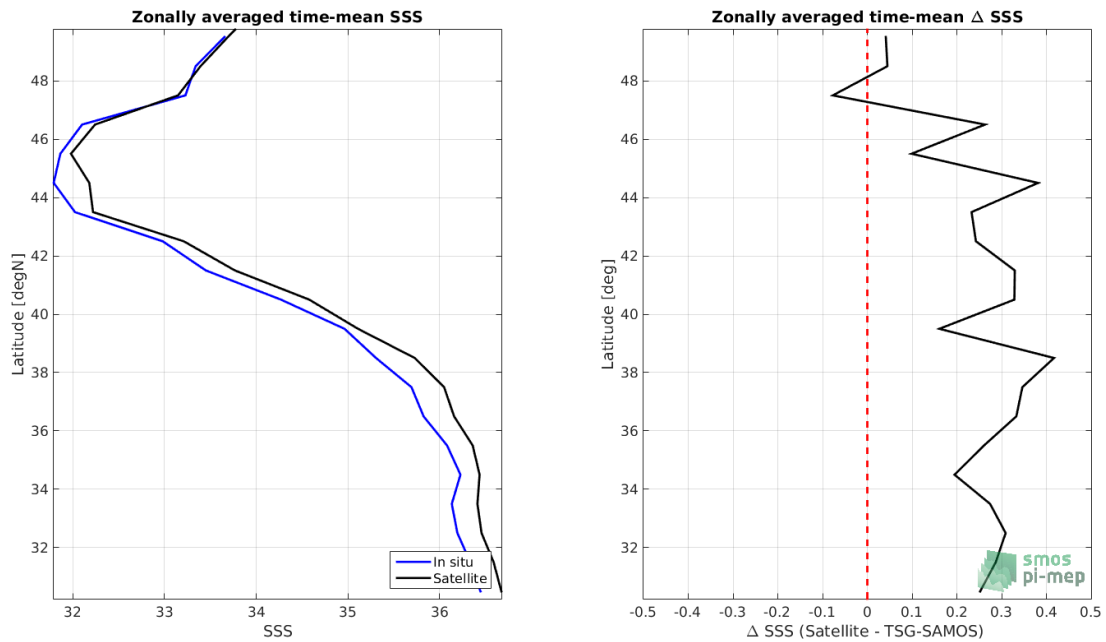 Zonally averaged time-mean SSS
Latitude [degN]
48
46
44
42
40
38
36
34
32
32 33 34 35 36
SSS
In situ
Satellite
Zonally averaged time-mean Δ SSS
Latitude [deg]
48
46
44
42
40
38
36
34
32
-0.5 -0.4 -0.3 -0.2 -0.1 0 0.1 0.2 0.3 0.4 0.5
Δ SSS (Satellite - TSG-SAMOS)
smos
pi-mep